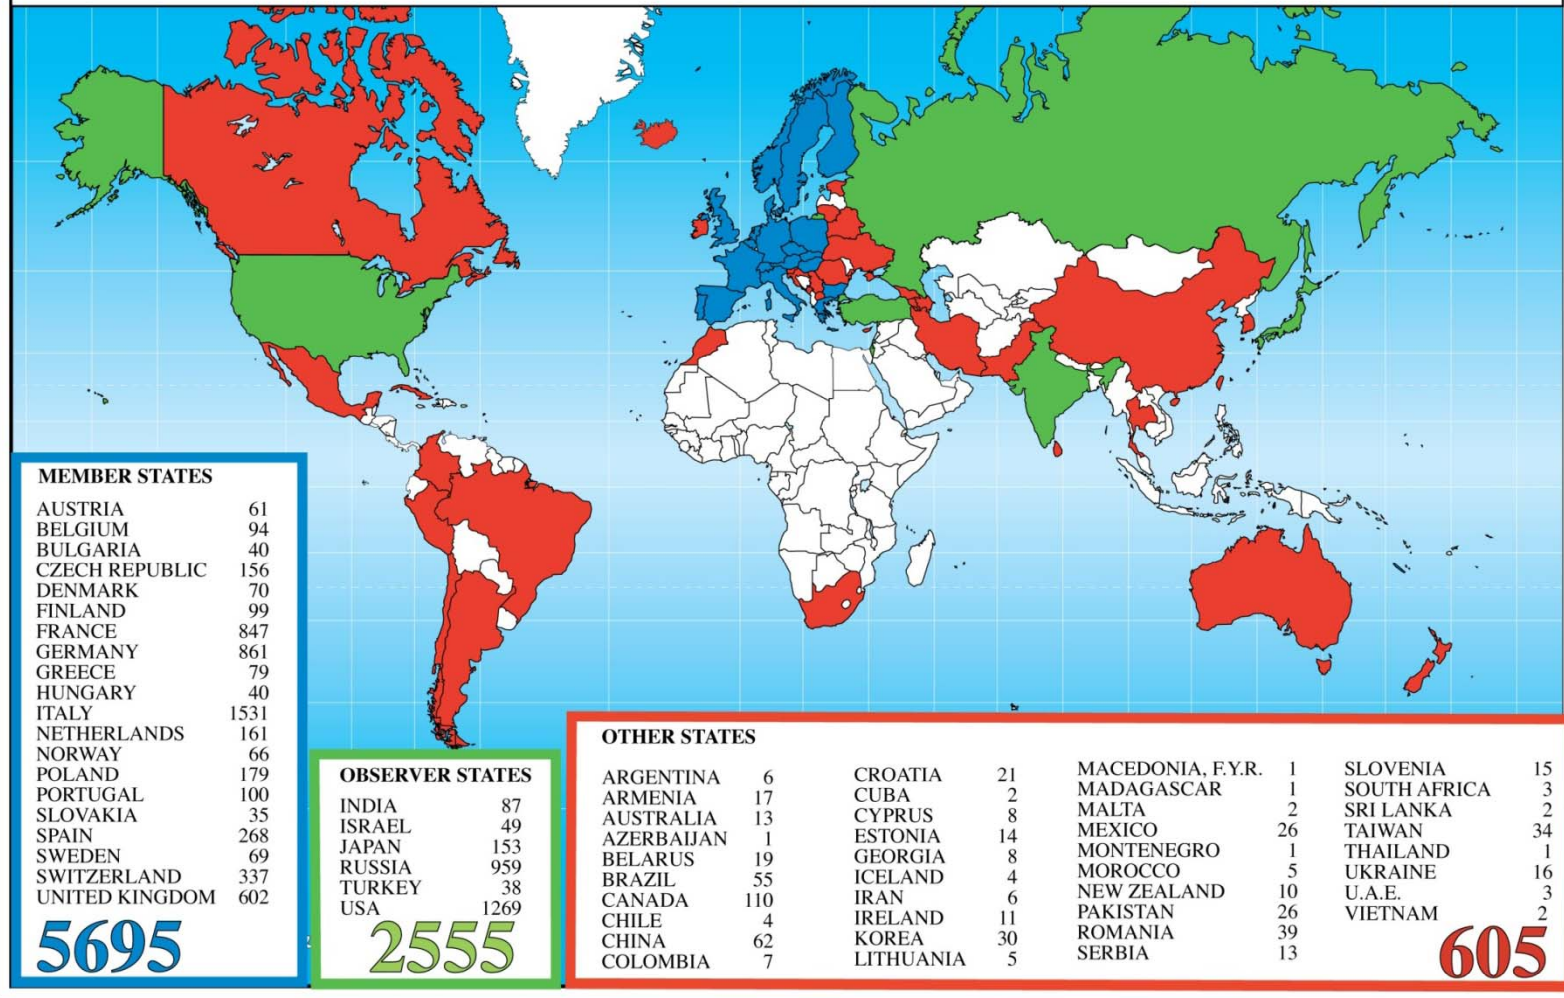 MEMBER STATES
AUSTRIA 61
BELGIUM 94
BULGARIA 40
CZECH REPUBLIC 156
DENMARK 70
FINLAND 99
FRANCE 847
GERMANY 861
GREECE 79
HUNGARY 40
ITALY 1531
NETHERLANDS 161
NORWAY 66
POLAND 179
PORTUGAL 100
SLOVAKIA 35
SPAIN 268
SWEDEN 69
SWITZERLAND 337
UNITED KINGDOM 602
5695
OBSERVER STATES
INDIA 87
ISRAEL 49
JAPAN 153
RUSSIA 959
TURKEY 38
USA 1269
2555
OTHER STATES
ARGENTINA 6
ARMENIA 17
AUSTRALIA 13
AZERBAIJAN 1
BELARUS 19
BRAZIL 55
CANADA 110
CHILE 4
CHINA 62
COLOMBIA 7
CROATIA 21
CUBA 2
CYPRUS 8
ESTONIA 14
GEORGIA 8
ICELAND 4
IRAN 6
IRELAND 11
KOREA 30
LITHUANIA 5
MACEDONIA, F.Y.R. 1
MADAGASCAR 1
MALTA 2
MEXICO 26
MONTENEGRO 1
MOROCCO 5
NEW ZEALAND 10
PAKISTAN 26
ROMANIA 39
SERBIA 13
SLOVENIA 15
SOUTH AFRICA 3
SRI LANKA 2
TAIWAN 34
THAILAND 1
UKRAINE 16
U.A.E. 3
VIETNAM 2
605